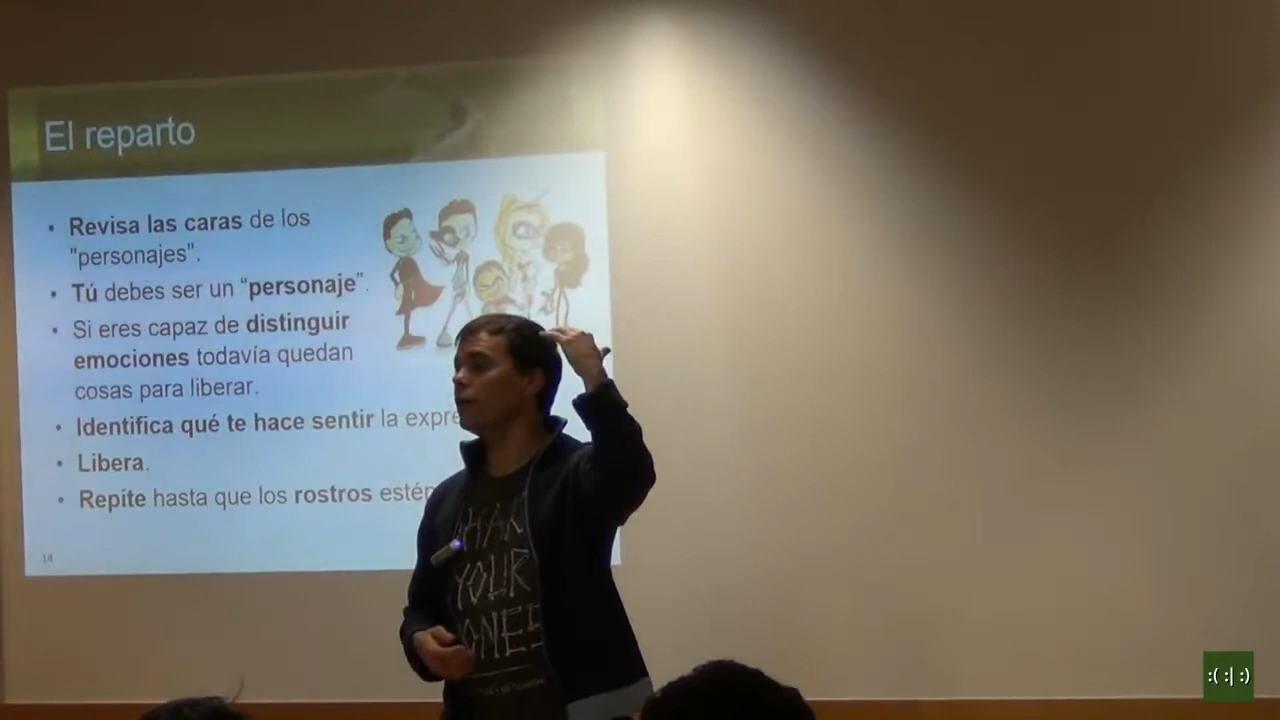 El reparto
• Revisa las caras de los
"personajes".
• Tú debes ser un “personaje”.
• Si eres capaz de distinguir
emociones todavía quedan
cosas para liberar.
• Identifica qué te hace sentir la expre
• Libera.
• Repite hasta que los rostros estén
14
YOUR
:( :| :)